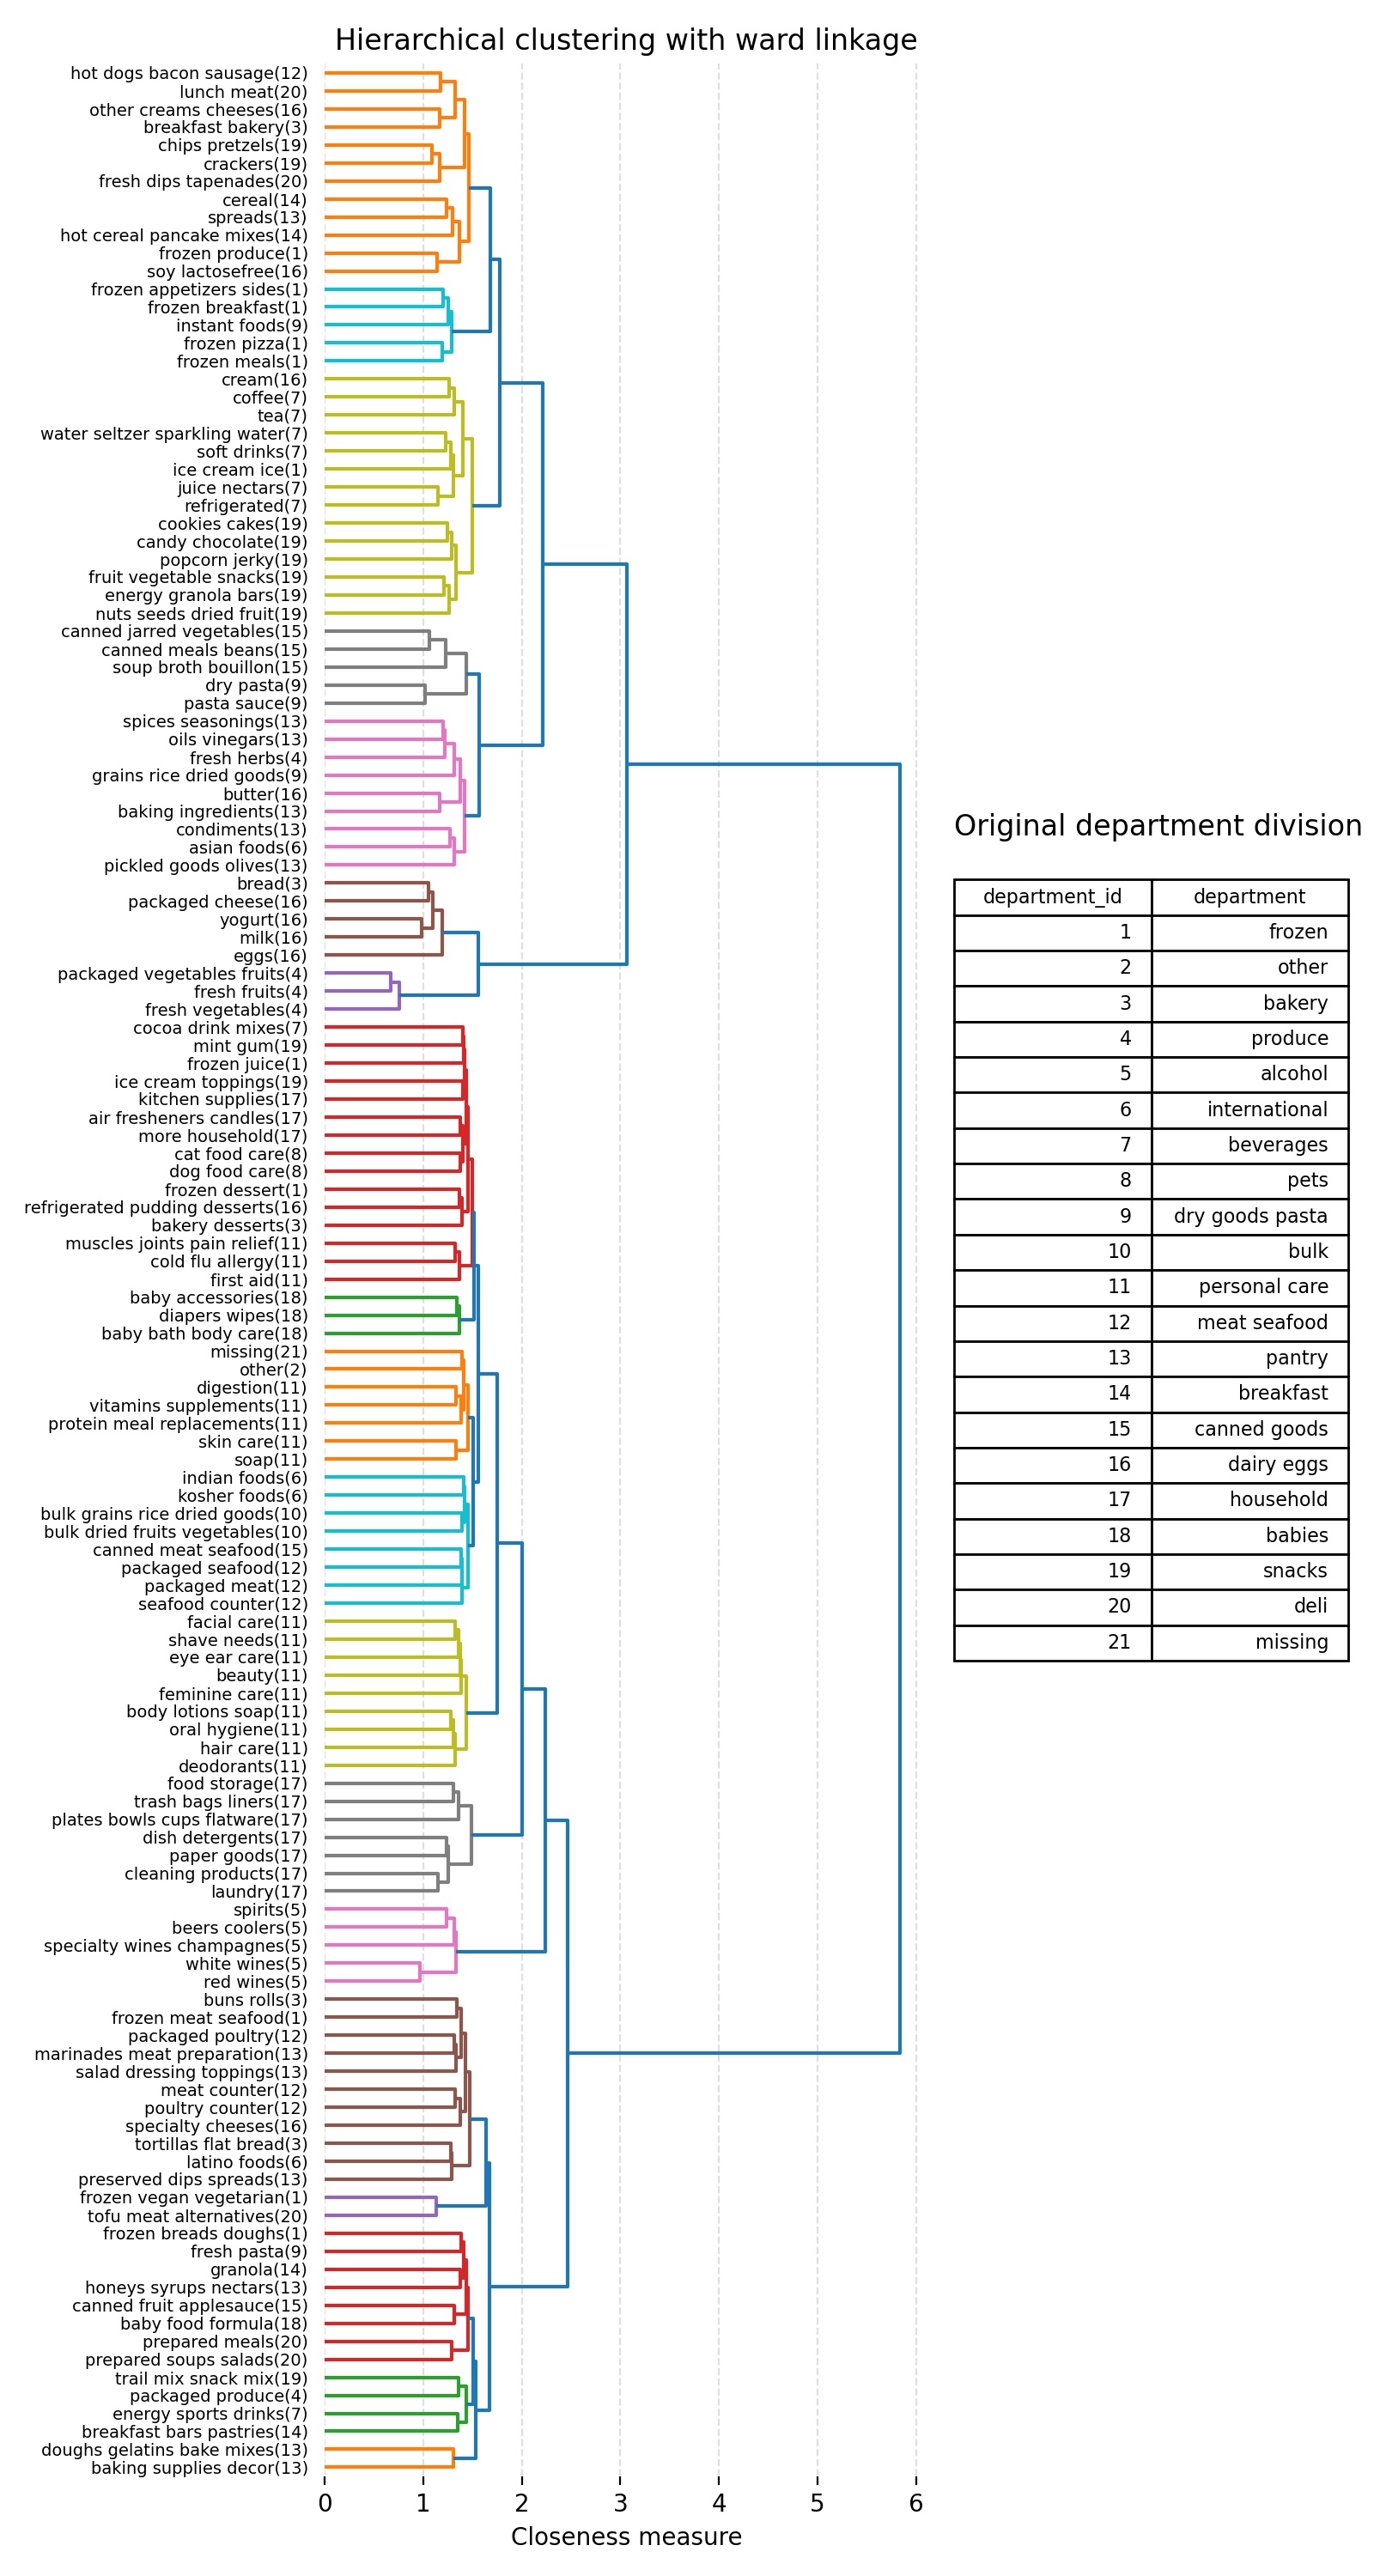 Hierarchical clustering with ward linkage
hot dogs bacon sausage(12)
lunch meat(20)
other creams cheeses(16)
breakfast bakery(3)
chips pretzels(19)
crackers(19)
fresh dips tapenades(20)
cereal(14)
spreads(13)
hot cereal pancake mixes(14)
frozen produce(1)
soy lactosefree(16)
frozen appetizers sides(1)
frozen breakfast(1)
instant foods(9)
frozen pizza(1)
frozen meals(1)
cream(16)
coffee(7)
tea(7)
water seltzer sparkling water(7)
soft drinks(7)
ice cream ice(1)
juice nectars(7)
refrigerated(7)
cookies cakes(19)
candy chocolate(19)
popcorn jerky(19)
fruit vegetable snacks(19)
energy granola bars(19)
nuts seeds dried fruit(19)
canned jarred vegetables(15)
canned meals beans(15)
soup broth bouillon(15)
dry pasta(9)
pasta sauce(9)
spices seasonings(13)
oils vinegars(13)
fresh herbs(4)
grains rice dried goods(9)
butter(16)
baking ingredients(13)
condiments(13)
asian foods(6)
pickled goods olives(13)
bread(3)
packaged cheese(16)
yogurt(16)
milk(16)
eggs(16)
packaged vegetables fruits(4)
fresh fruits(4)
fresh vegetables(4)
cocoa drink mixes(7)
mint gum(19)
frozen juice(1)
ice cream toppings(19)
kitchen supplies(17)
air fresheners candles(17)
more household(17)
cat food care(8)
dog food care(8)
frozen dessert(1)
refrigerated pudding desserts(16)
bakery desserts(3)
muscles joints pain relief(11)
cold flu allergy(11)
first aid(11)
baby accessories(18)
diapers wipes(18)
baby bath body care(18)
missing(21)
other(2)
digestion(11)
vitamins supplements(11)
protein meal replacements(11)
skin care(11)
soap(11)
indian foods(6)
kosher foods(6)
bulk grains rice dried goods(10)
bulk dried fruits vegetables(10)
canned meat seafood(15)
packaged seafood(12)
packaged meat(12)
seafood counter(12)
facial care(11)
shave needs(11)
eye ear care(11)
beauty(11)
feminine care(11)
body lotions soap(11)
oral hygiene(11)
hair care(11)
deodorants(11)
food storage(17)
trash bags liners(17)
plates bowls cups flatware(17)
dish detergents(17)
paper goods(17)
cleaning products(17)
laundry(17)
spirits(5)
beers coolers(5)
specialty wines champagnes(5)
white wines(5)
red wines(5)
buns rolls(3)
frozen meat seafood(1)
packaged poultry(12)
marinades meat preparation(13)
salad dressing toppings(13)
meat counter(12)
poultry counter(12)
specialty cheeses(16)
tortillas flat bread(3)
latino foods(6)
preserved dips spreads(13)
frozen vegan vegetarian(1)
tofu meat alternatives(20)
frozen breads doughs(1)
fresh pasta(9)
granola(14)
honeys syrups nectars(13)
canned fruit applesauce(15)
baby food formula(18)
prepared meals(20)
prepared soups salads(20)
trail mix snack mix(19)
packaged produce(4)
energy sports drinks(7)
breakfast bars pastries(14)
doughs gelatins bake mixes(13)
baking supplies decor(13)
0 1 2 3 4 5 6
Closeness measure
Original department division
department_id department
1 frozen
2 other
3 bakery
4 produce
5 alcohol
6 international
7 beverages
8 pets
9 dry goods pasta
10 bulk
11 personal care
12 meat seafood
13 pantry
14 breakfast
15 canned goods
16 dairy eggs
17 household
18 babies
19 snacks
20 deli
21 missing